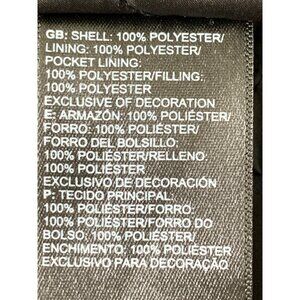 GB: SHELL: 100% POLYESTER/
LINING: 100% POLYESTER/
POCKET LINING:
100% POLYESTER/FILLING:
100% POLYESTER
EXCLUSIVE OF DECORATION
E: ARMAZÓN: 100% POLIÉSTER/
FORRO: 100% POLIÉSTER/
FORRO DEL BOLSILLO:
100% POLIÉSTER/RELLENO:
100% POLIÉSTER
EXCLUSIVO DE DECORACIÓN
P: TECIDO PRINCIPAL:
100% POLIÉSTER/FORRO:
100% POLIÉSTER/FORRO DO
BOLSO: 100% POLIÉSTER/
ENCHIMENTO: 100% POLIÉSTER
EXCLUSIVO PARA DECORAÇÃO